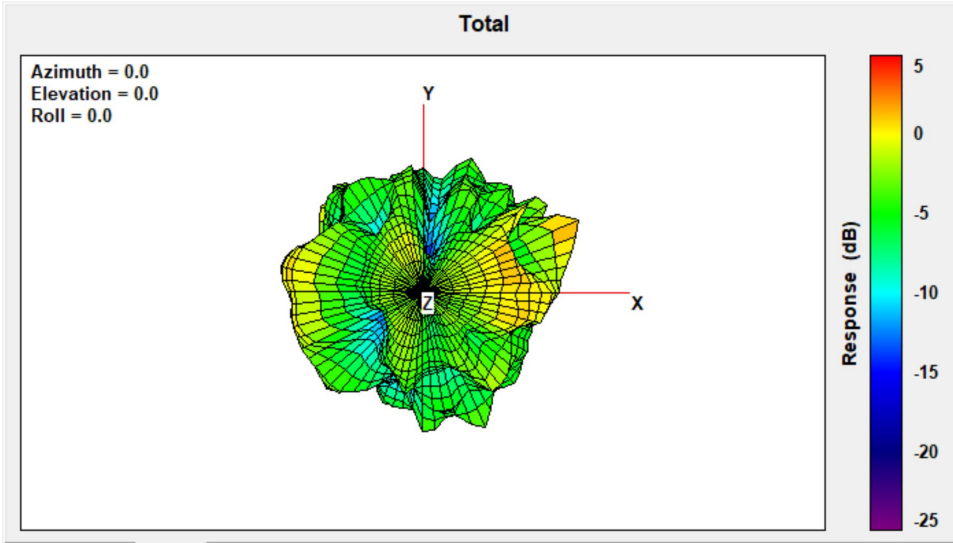 Total
Azimuth = 0.0
Elevation = 0.0
Roll = 0.0
Y
Z
X
Response (dB)
5
0
-5
-10
-15
-20
-25